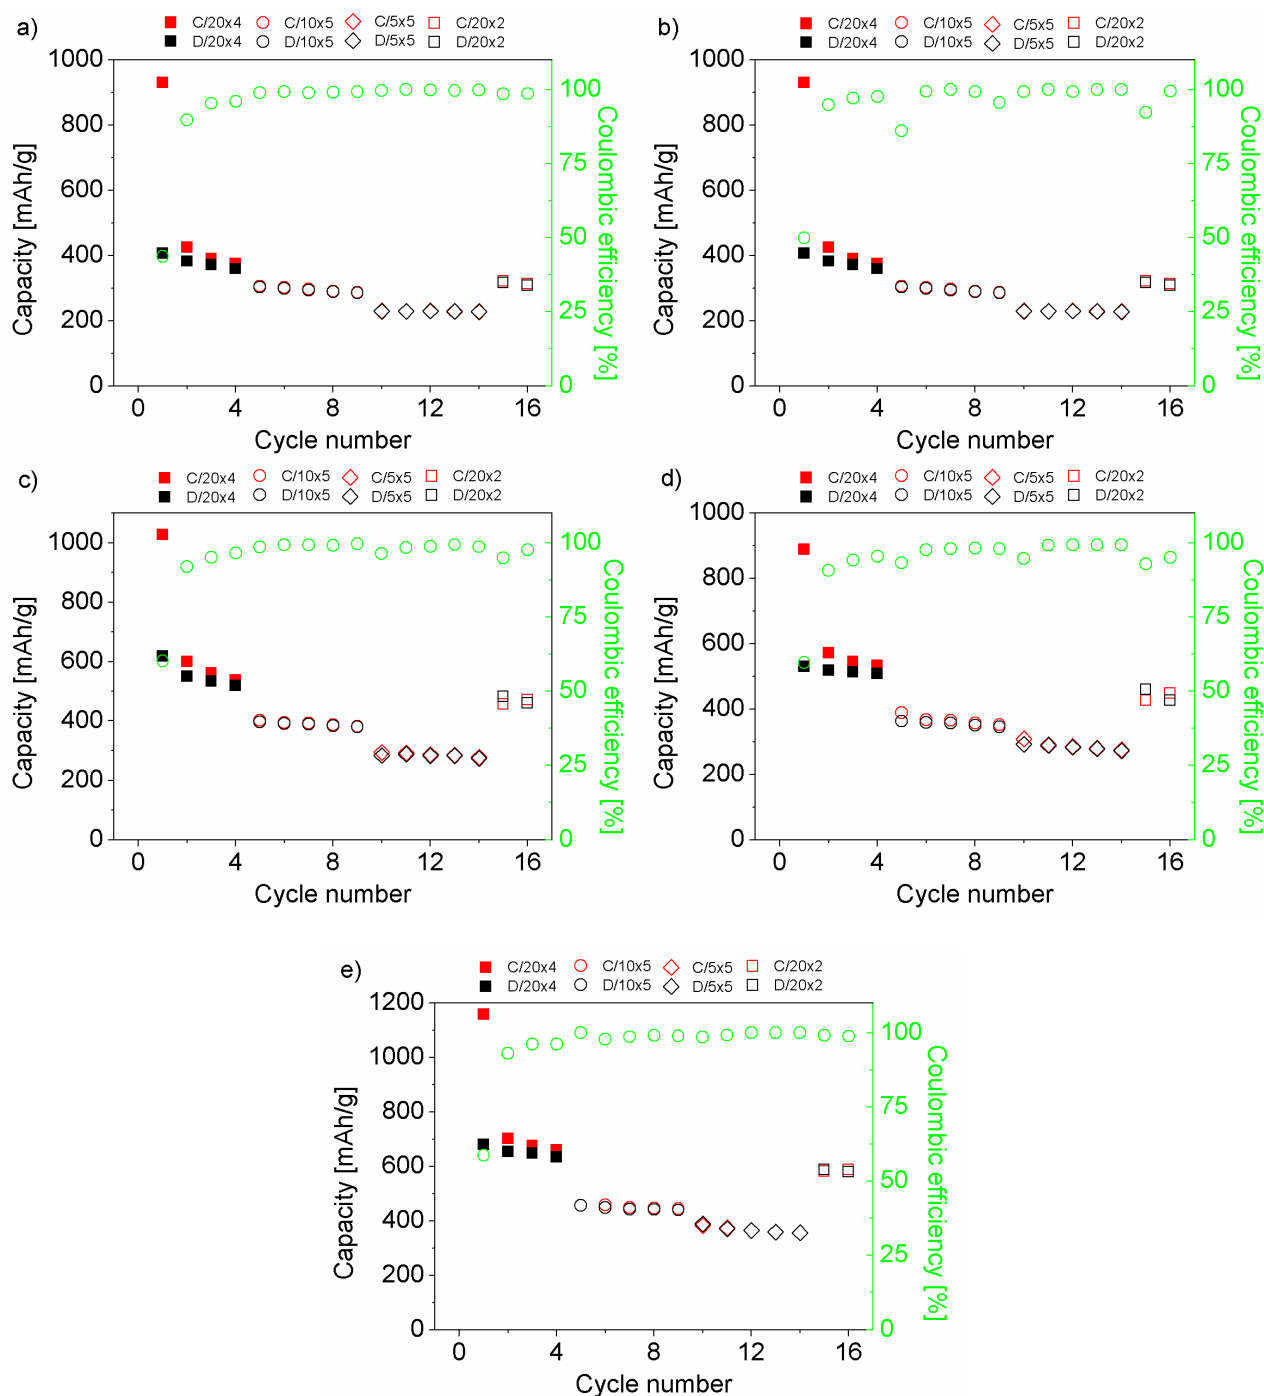 a)
C/20x4 C/10x5 C/5x5 C/20x2
D/20x4 D/10x5 D/5x5 D/20x2
1000
800
600
400
200
0
Capacity [mAh/g]
100
75
50
25
0
Coulombic efficiency [%]
0 4 8 12 16
Cycle number
b)
C/20x4 C/10x5 C/5x5 C/20x2
D/20x4 D/10x5 D/5x5 D/20x2
1000
800
600
400
200
0
Capacity [mAh/g]
100
75
50
25
0
Coulombic efficiency [%]
0 4 8 12 16
Cycle number
c)
C/20x4 C/10x5 C/5x5 C/20x2
D/20x4 D/10x5 D/5x5 D/20x2
1000
800
600
400
200
0
Capacity [mAh/g]
100
75
50
25
0
Coulombic efficiency [%]
0 4 8 12 16
Cycle number
d)
C/20x4 C/10x5 C/5x5 C/20x2
D/20x4 D/10x5 D/5x5 D/20x2
1000
800
600
400
200
0
Capacity [mAh/g]
100
75
50
25
0
Coulombic efficiency [%]
0 4 8 12 16
Cycle number
e)
C/20x4 C/10x5 C/5x5 C/20x2
D/20x4 D/10x5 D/5x5 D/20x2
1200
1000
800
600
400
200
0
Capacity [mAh/g]
100
75
50
25
0
Coulombic efficiency [%]
0 4 8 12 16
Cycle number